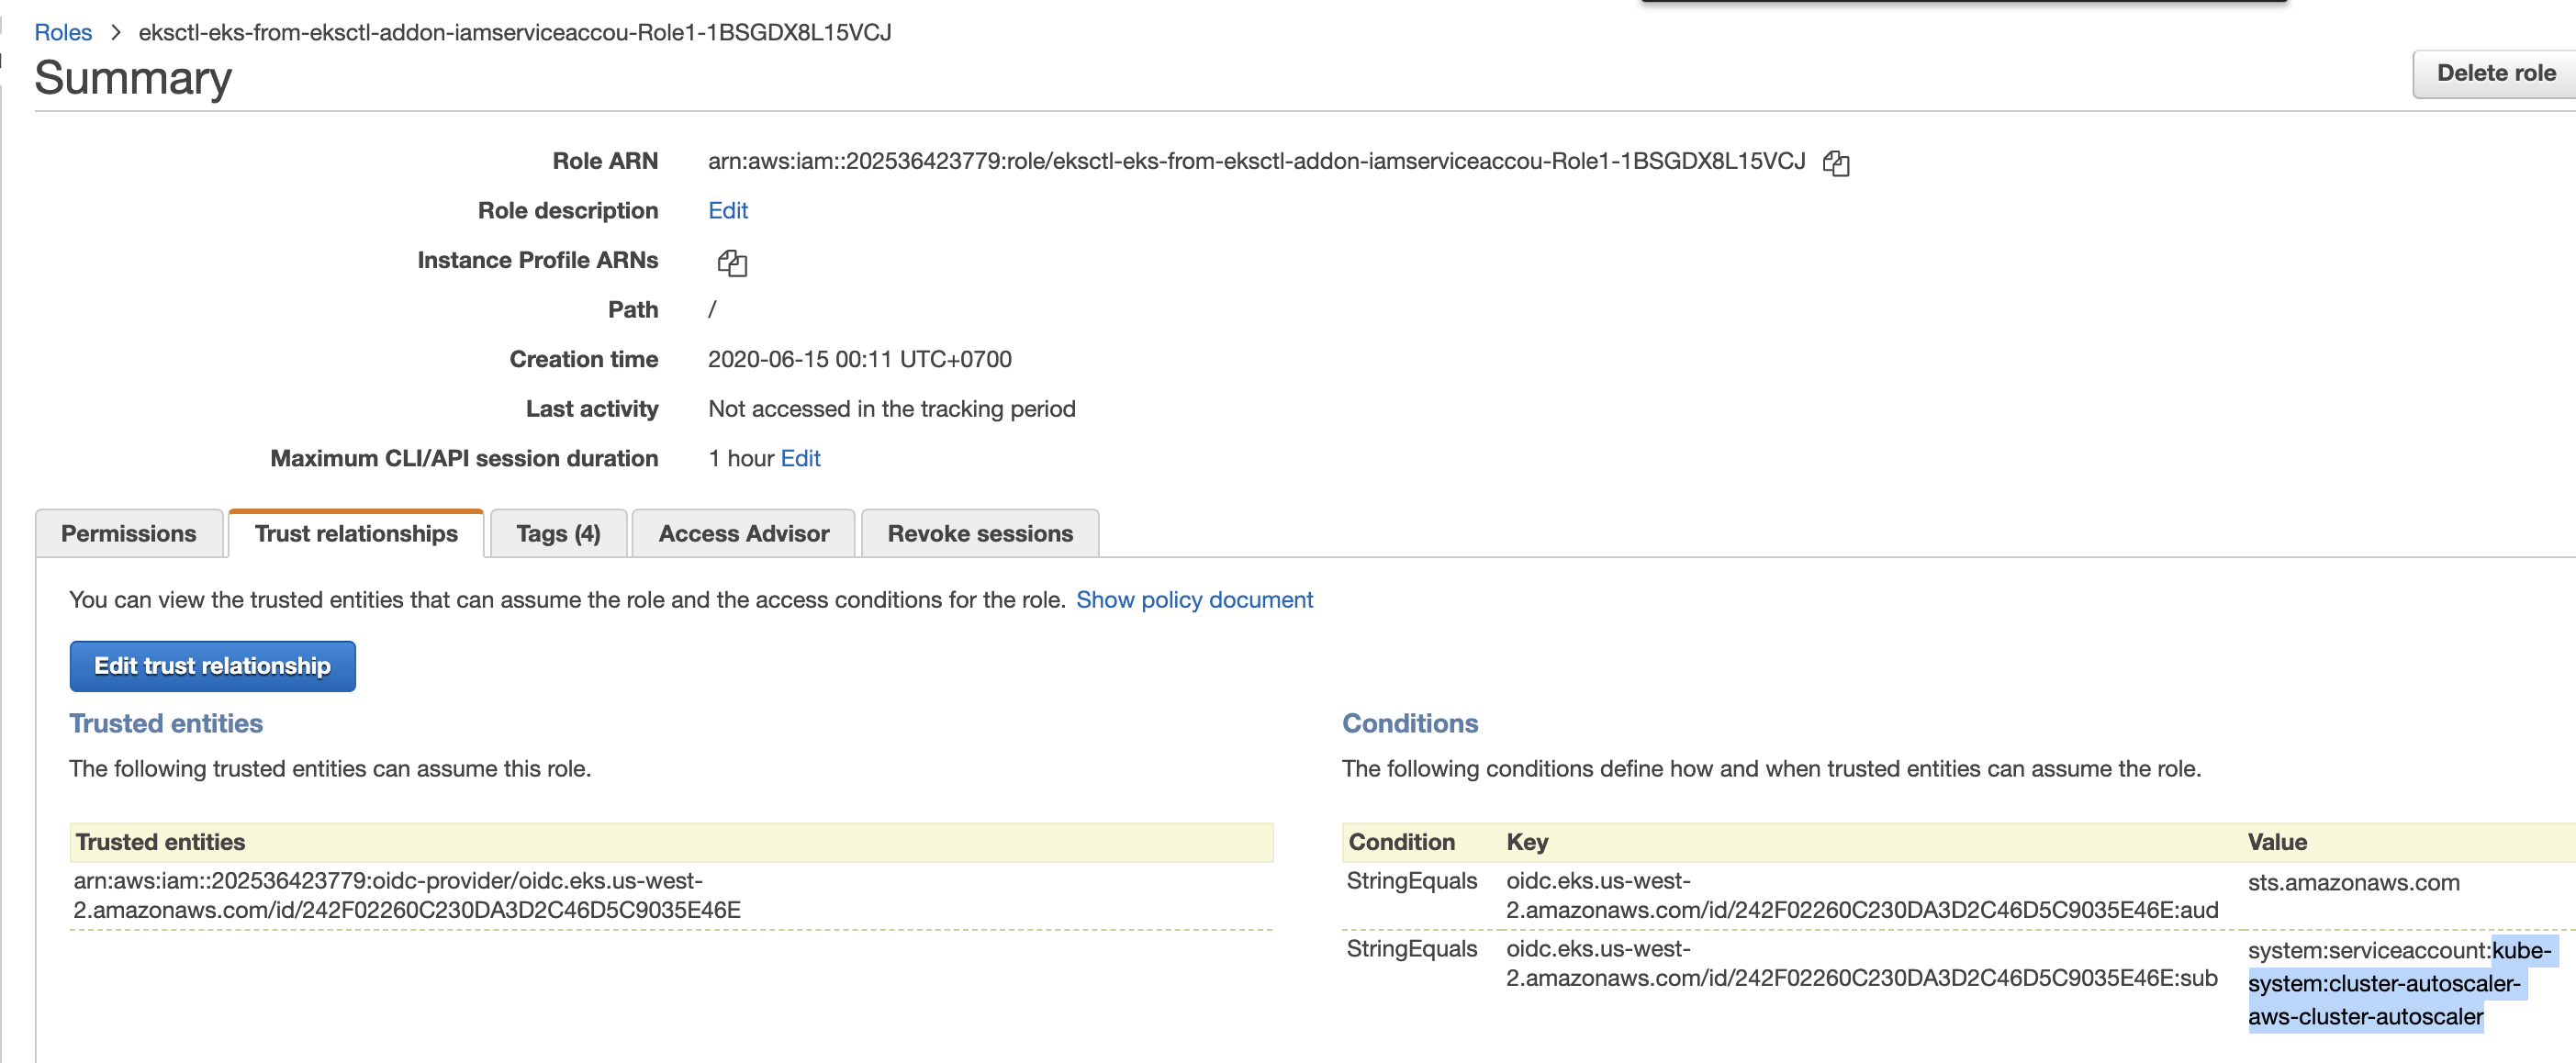 Roles > eksctl-eks-from-eksctl-addon-iamserviceaccou-Role1-1BSGDX8L15VCJ
Summary
Delete role
Role ARN arn:aws:iam::202536423779:role/eksctl-eks-from-eksctl-addon-iamserviceaccou-Role1-1BSGDX8L15VCJ
Role description Edit
Instance Profile ARNs
Path /
Creation time 2020-06-15 00:11 UTC+0700
Last activity Not accessed in the tracking period
Maximum CLI/API session duration 1 hour Edit
Permissions Trust relationships Tags (4) Access Advisor Revoke sessions
You can view the trusted entities that can assume the role and the access conditions for the role. Show policy document
Edit trust relationship
Trusted entities
The following trusted entities can assume this role.
Trusted entities
arn:aws:iam::202536423779:oidc-provider/oidc.eks.us-west-
2.amazonaws.com/id/242F02260C230DA3D2C46D5C9035E46E
Conditions
The following conditions define how and when trusted entities can assume the role.
Condition Key Value
StringEquals oidc.eks.us-west- sts.amazonaws.com
2.amazonaws.com/id/242F02260C230DA3D2C46D5C9035E46E:aud
StringEquals oidc.eks.us-west- system:serviceaccount:kube-
2.amazonaws.com/id/242F02260C230DA3D2C46D5C9035E46E:sub system:cluster-autoscaler-
aws-cluster-autoscaler